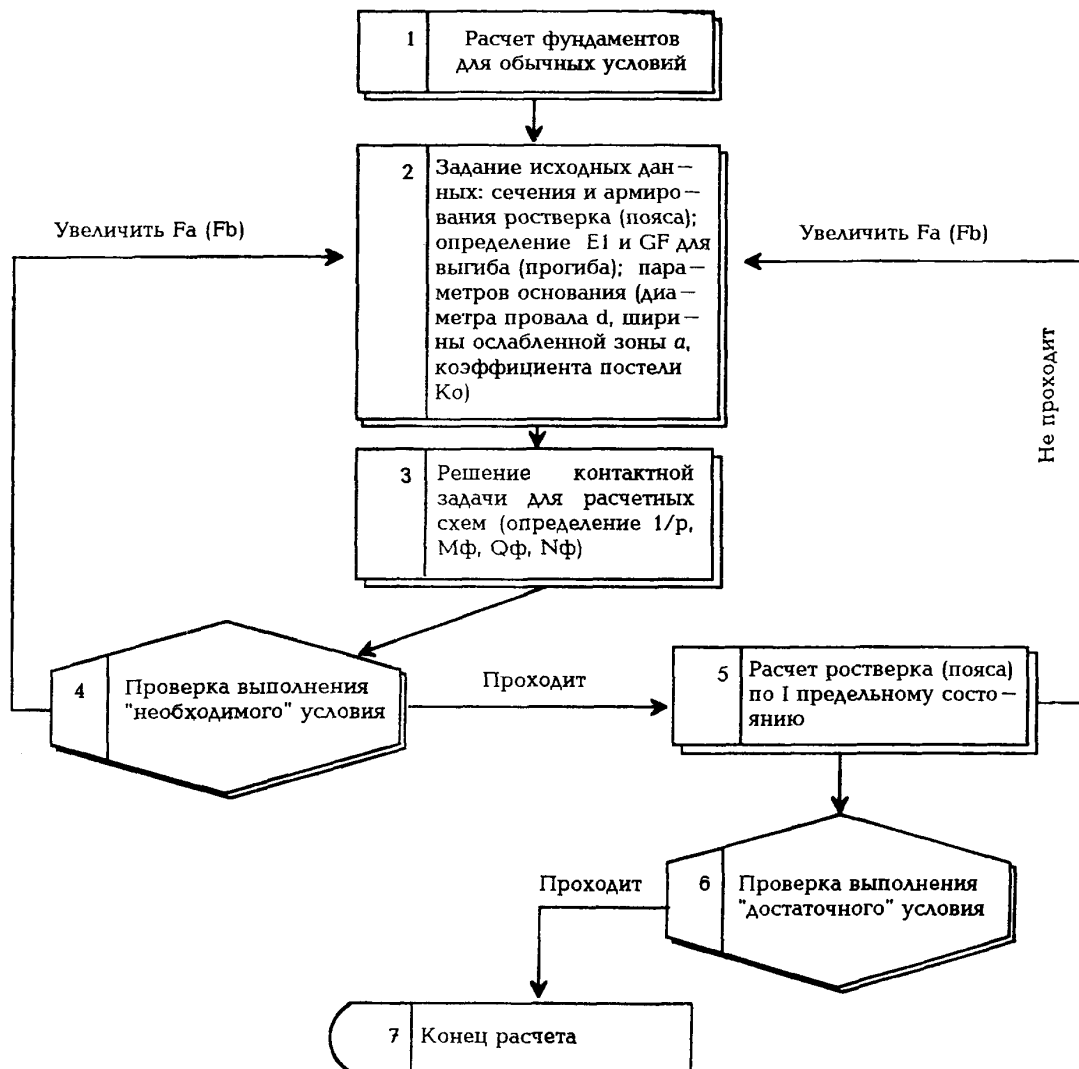 1
Расчет фундаментов
для обычных условий
2
Задание исходных дан—
ных: сечения и армиро—
вания ростверка (пояса);
определение E1 и GF для
выгиба (прогиба); пара—
метров основания (диа—
метра провала d, шири—
ны ослабленной зоны a,
коэффициента постели
Ko)
Увеличить Fa (Fb)
Увеличить Fa (Fb)
Не проходит
3
Решение контактной
задачи для расчетных
схем (определение 1/р,
Мф, Qф, Nф)
4
Проверка выполнения
"необходимого" условия
Проходит
5
Расчет ростверка (пояса)
по I предельному состо—
янию
Проходит
6
Проверка выполнения
"достаточного" условия
7
Конец расчета